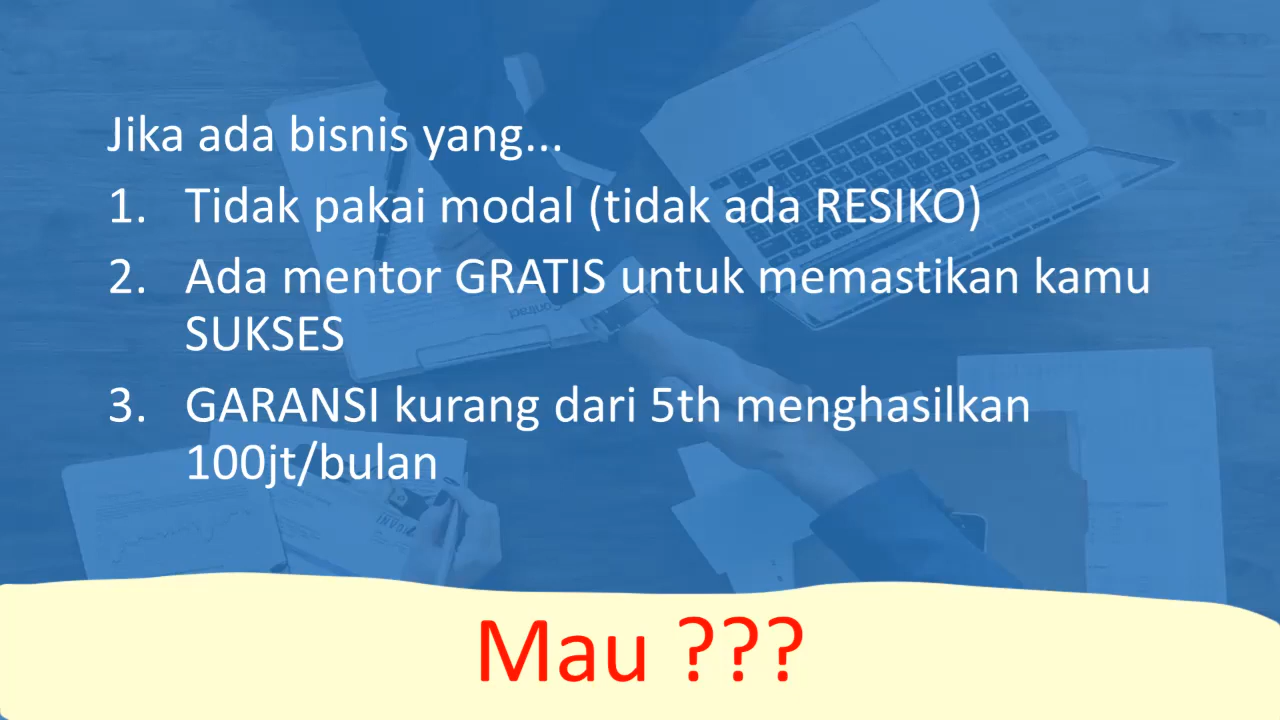 Jika ada bisnis yang...
1. Tidak pakai modal (tidak ada RESIKO)
2. Ada mentor GRATIS untuk memastikan kamu
SUKSES
3. GARANSI kurang dari 5th menghasilkan
100jt/bulan
Contract
Mau ???